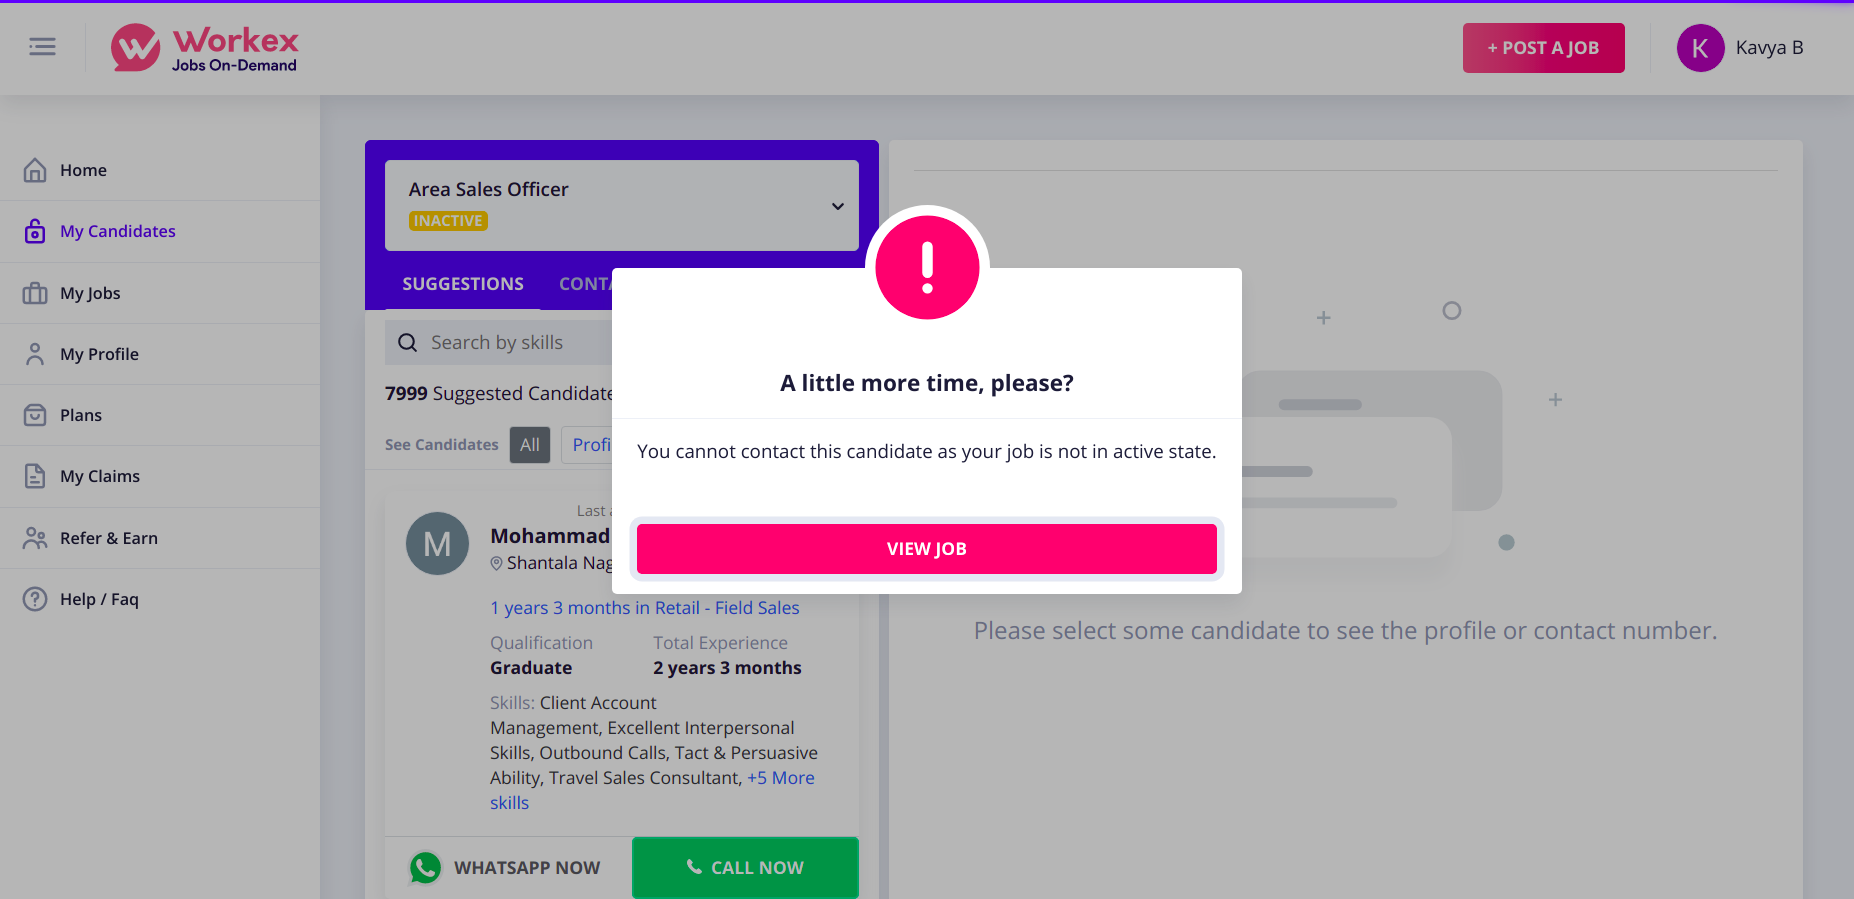 Workex
Jobs On-Demand
+ POST A JOB
K
Kavya B
Home
My Candidates
My Jobs
My Profile
Plans
My Claims
Refer & Earn
Help / Faq
Area Sales Officer
INACTIVE
SUGGESTIONS
Search by skills
7999 Suggested
See Candidates
All
Last
M
Mohammad
Shantala
1 years 3 months in Retail - Field Sales
Qualification
Total Experience
Graduate
2 years 3 months
Skills: Client Account
Management, Excellent Interpersonal
Skills, Outbound Calls, Tact & Persuasive
Ability, Travel Sales Consultant, +5 More
skills
WHATSAPP NOW
CALL NOW
A little more time, please?
You cannot contact this candidate as your job is not in active state.
VIEW JOB
Please select some candidate to see the profile or contact number.